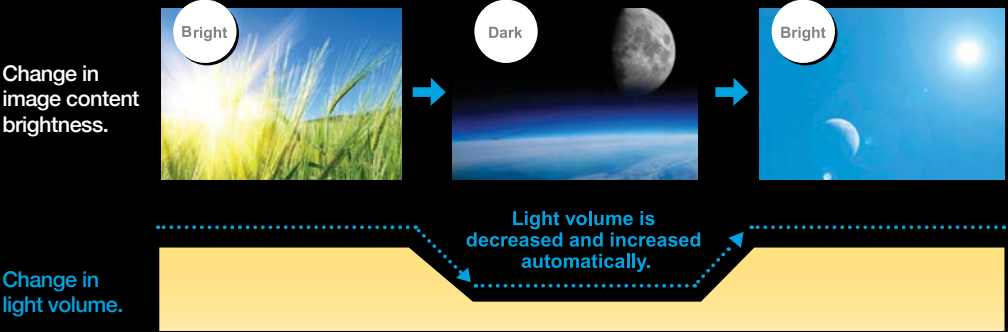 Bright
Dark
Bright
Change in
image content
brightness.
Light volume is
decreased and increased
automatically.
Change in
light volume.